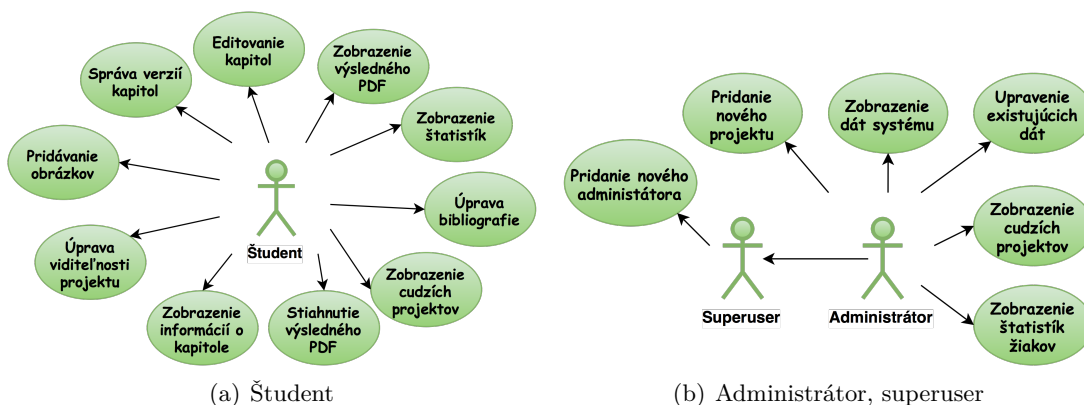 Editovanie
kapitol
Zobrazenie
výsledného
PDF
Správa verzií
kapitol
Zobrazenie
štatistík
Pridávanie
obrázkov
Úprava
bibliografie
Študent
Úprava
viditeľnosti
projektu
Zobrazenie
cudzích
projektov
Zobrazenie
informácií o
kapitole
Stiahnutie
výsledného
PDF
(a) Študent
Pridanie
nového
projektu
Zobrazenie
dát systému
Upravenie
existujúcich
dát
Pridanie nového
administátora
Zobrazenie
cudzích
projektov
Superuser
Administrátor
Zobrazenie
štatistík
žiakov
(b) Administrátor, superuser